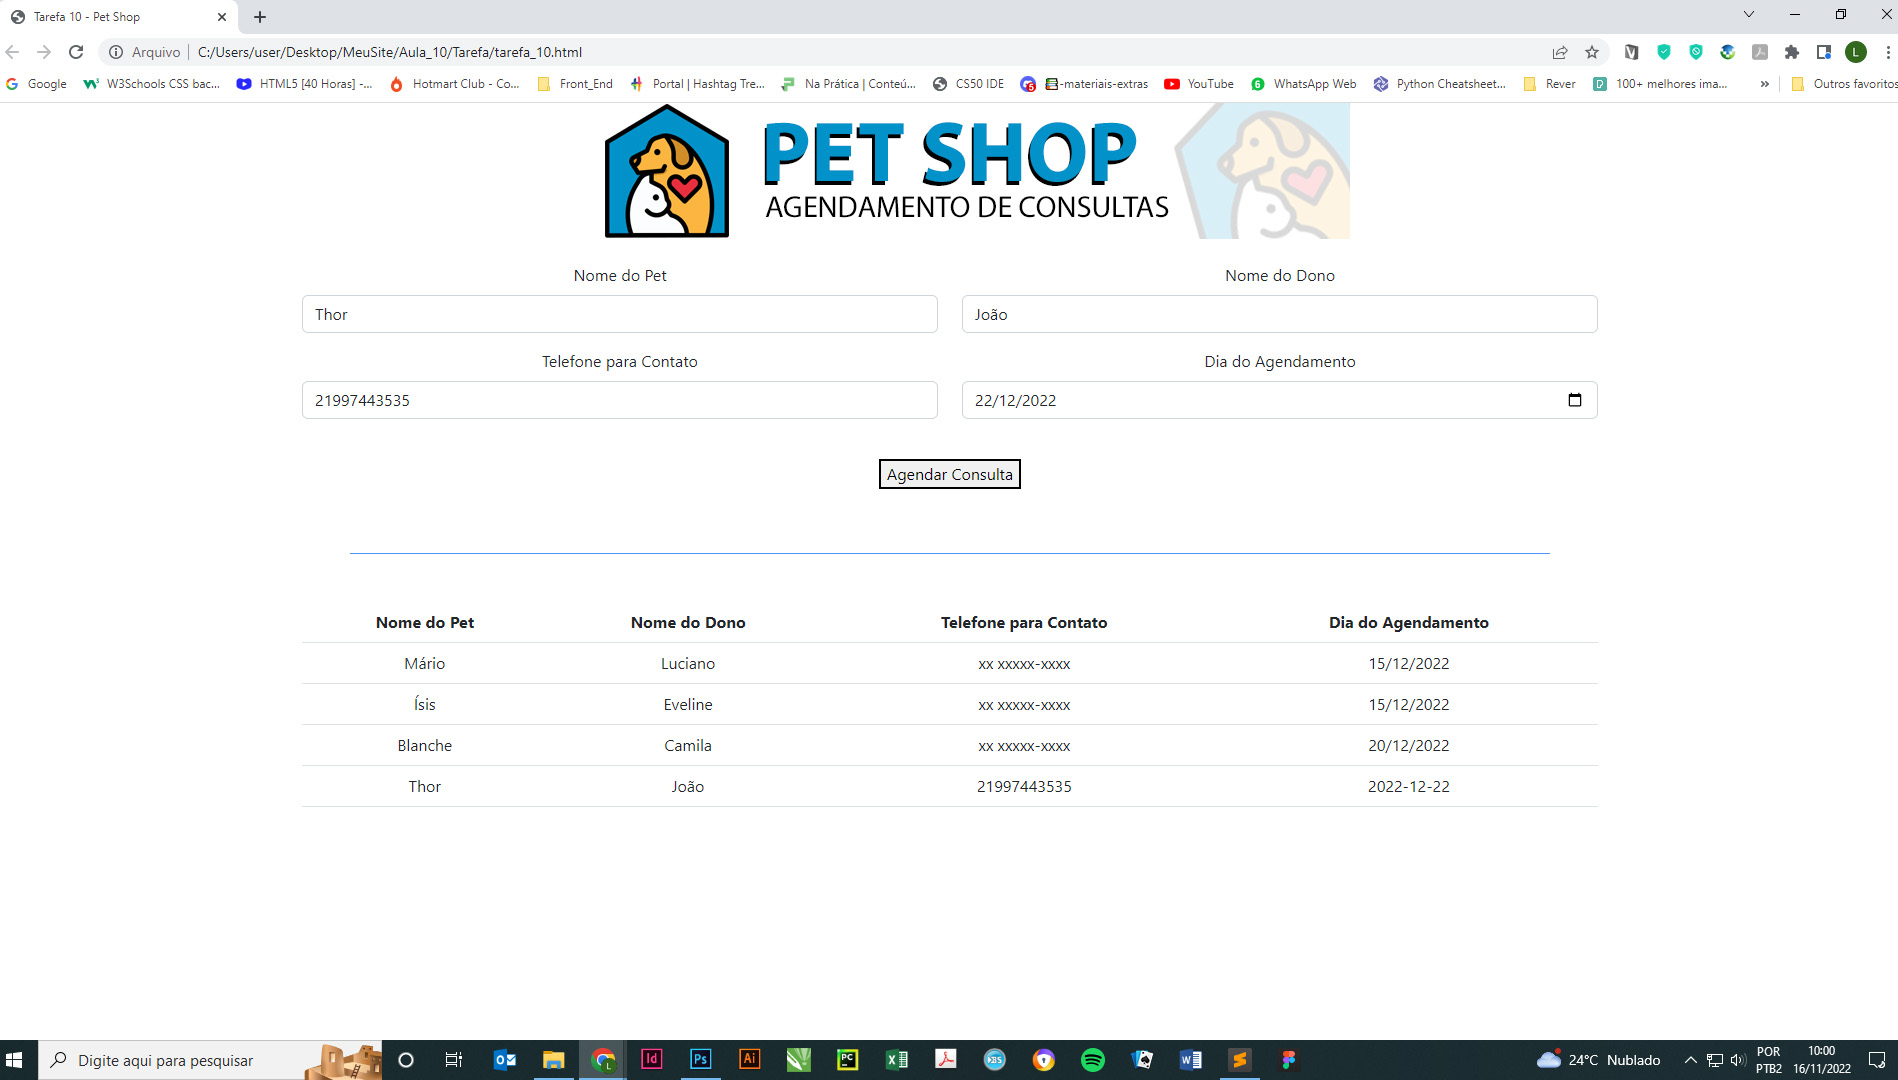 Tarefa 10 - Pet Shop
Arquivo C:/Users/user/Desktop/MeuSite/Aula_10/Tarefa/tarefa_10.html
L
Google W3Schools CSS bac... HTML5 [40 Horas] -... Hotmart Club - Co... Front_End Portal | Hashtag Tre... Na Prática | Conteú... CS50 IDE 5 -materiais-extras YouTube 6 WhatsApp Web Python Cheatsheet... Rever 100+ melhores ima... » Outros favoritos
PET SHOP
AGENDAMENTO DE CONSULTAS
Nome do Pet Nome do Dono
Thor João
Telefone para Contato Dia do Agendamento
21997443535 22/12/2022
Agendar Consulta
Nome do Pet Nome do Dono Telefone para Contato Dia do Agendamento
Mário Luciano xx xxxxx-xxxx 15/12/2022
Ísis Eveline xx xxxxx-xxxx 15/12/2022
Blanche Camila xx xxxxx-xxxx 20/12/2022
Thor João 21997443535 2022-12-22
Digite aqui para pesquisar L Id Ps Ai PC 24°C Nublado POR 10:00
PTB2 16/11/2022